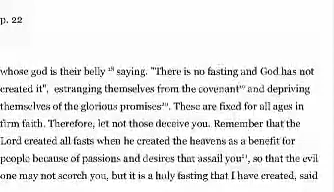 p. 22
whose god is their belly saying. "There is no fasting and God has not
created it", estranging themselves from the covenant and depriving
themselves of the glorious promises. These are fixed for all ages in
firm faith. Therefore, let not those deceive you. Remember that the
Lord created all fasts when he created the heavens as a benefit for
people because of passions and desires that assail you, so that the evil
one may not scorch you, but it is a holy fasting that I have created, said